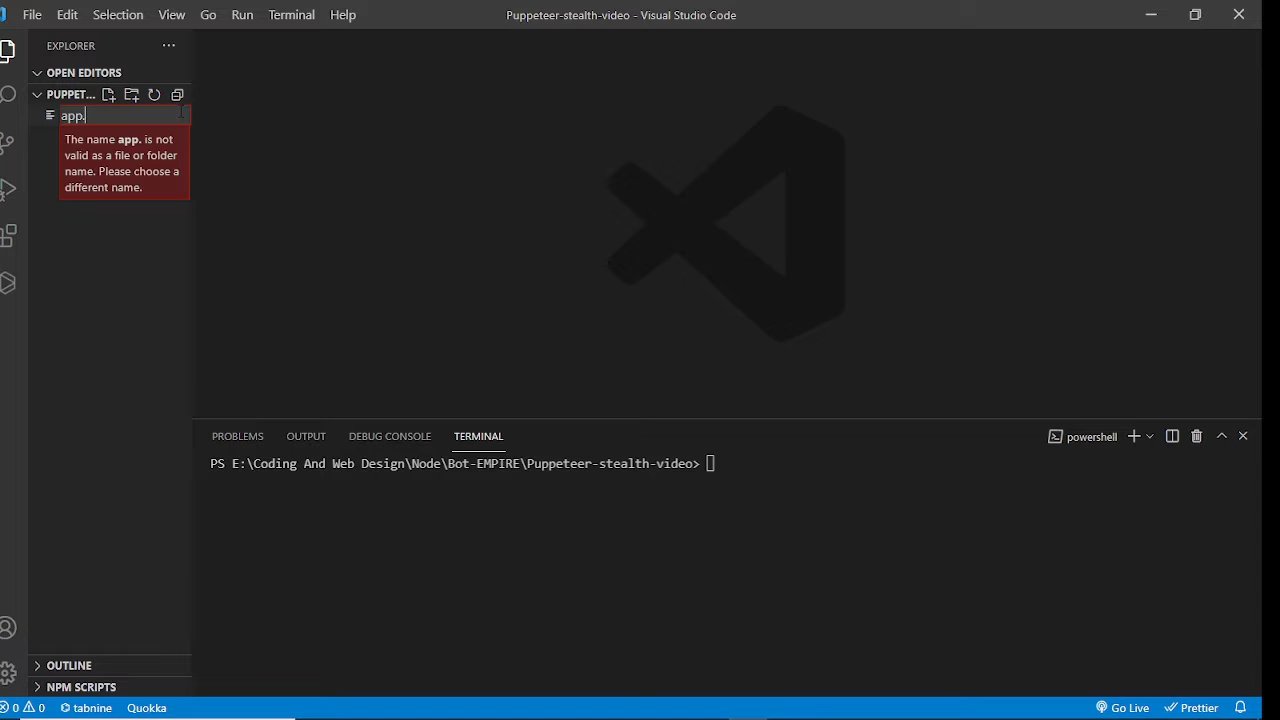 File Edit Selection View Go Run Terminal Help
Puppeteer-stealth-video - Visual Studio Code
EXPLORER
OPEN EDITORS
PUPPET...
app.
The name app. is not
valid as a file or folder
name. Please choose a
different name.
PROBLEMS OUTPUT DEBUG CONSOLE TERMINAL
powershell
PS E:\Coding And Web Design\Node\Bot-EMPIRE\Puppeteer-stealth-video>
OUTLINE
NPM SCRIPTS
0 0 tabnine Quokka
Go Live Prettier